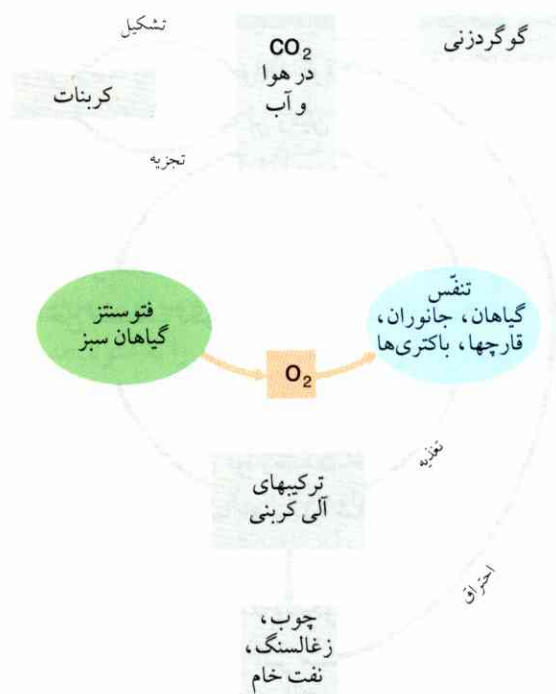 تشکیل
CO2
در هوا
و آب
گوگردزنی
کربنات
تجزیه
تنفّس
گیاهان، جانوران،
قارچها، باکتری‌ها
فتوسنتز
گیاهان سبز
O2
تغذیه
ترکیبهای
آلی کربنی
احتراق
چوب،
زغالسنگ،
نفت خام